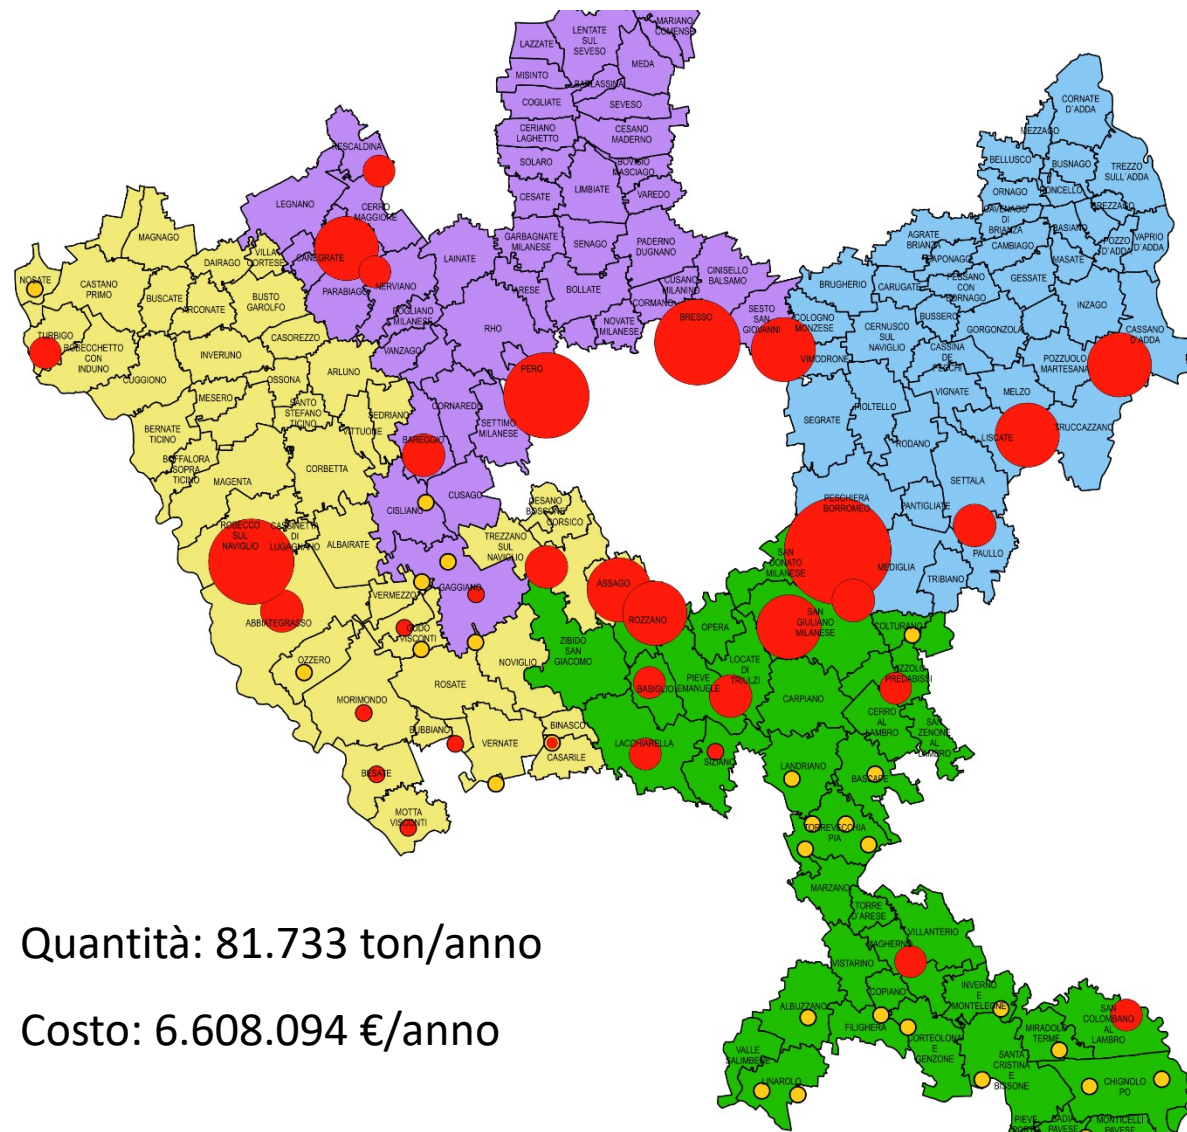 MARIANO
COMENSE
LENTATE
SUL
SEVESO
LAZZATE
MEDA
MISINTO
BARLASSINA
COGLIATE
SEVESO
CERIANO
LAGHETTO
CESANO
MADERNO
SOLARO
BOVISIO
MASCIAGO
LIMBIATE
CESATE
VAREDO
RESCALDINA
LEGNANO
CERRO
MAGGIORE
CANEGRATE
PARABIAGO
NERVIANO
LAINATE
GARBAGNATE
MILANESE
SENAGO
PADERNO
DUGNANO
ARESE
BOLLATE
CUSANO
MILANINO
CINISELLO
BALSAMO
CORMANO
POGLIANO
MILANESE
RHO
NOVATE
MILANESE
BRESSO
SESTO
SAN
GIOVANNI
VANZAGO
PERO
CORNAREDO
SETTIMO
MILANESE
BAREGGIO
CUSAGO
CISLIANO
GAGGIANO
MAGNAGO
DAIRAGO
VILLA
CORTESE
NOSATE
CASTANO
PRIMO
BUSCATE
ARCONATE
BUSTO
GAROLFO
TURBIGO
ROBECCHETTO
CON
INDUNO
CASOREZZO
INVERUNO
CUGGIONO
OSSONA
ARLUNO
MESERO
SANTO
STEFANO
TICINO
SEDRIANO
VITTUONE
BERNATE
TICINO
BOFFALORA
SOPRA
TICINO
CORBETTA
MAGENTA
ROBECCO
SUL
NAVIGLIO
CASSINETTA
DI
LUGAGNANO
ALBAIRATE
CESANO
BOSCONE
CORSICO
TREZZANO
SUL
NAVIGLIO
ASSAGO
ABBIATEGRASSO
VERMEZZO
GUDO
VISCONTI
OZZERO
NOVIGLIO
ROSATE
MORIMONDO
BUBBIANO
VERNATE
BINASCO
CASARILE
BESATE
MOTTA
VISCONTI
CORNATE
D'ADDA
MEZZAGO
BELLUSCO
BUSNAGO
TREZZO
SULL'ADDA
ORNAGO
RONCELLO
GREZZAGO
CAVENAGO
DI
BRIANZA
BASIANO
AGRATE
BRIANZA
CAMBIAGO
POZZO
D'ADDA
VAPRIO
D'ADDA
CAPONAGO
MASATE
BRUGHERIO
CARUGATE
PESSANO
CON
BORNAGO
GESSATE
INZAGO
COLOGNO
MONZESE
BUSSERO
CERNUSCO
SUL
NAVIGLIO
GORGONZOLA
CASSANO
D'ADDA
VIMODRONE
CASSINA
DE
PECCHI
POZZUOLO
MARTESANA
VIGNATE
MELZO
SEGRATE
PIOLTELLO
RODANO
LISCATE
TRUCCAZZANO
SETTALA
PESCHIERA
BORROMEO
PANTIGLIATE
MEDIGLIA
PAULLO
TRIBIANO
SAN
DONATO
MILANESE
SAN
GIULIANO
MILANESE
COLTURANO
ROZZANO
OPERA
ZIBIDO
SAN
GIACOMO
LOCATE
DI
TRIULZI
PIEVE
EMANUELE
BASIGLIO
VIZZOLO
PREDABISSI
CARPIANO
CERRO
AL
LAMBRO
SAN
ZENONE
AL
LAMBRO
LACCHIARELLA
SIZIANO
LANDRIANO
BASCAPE'
TORREVECCHIA
PIA
MARZANO
TORRE
D'ARESE
VILLANTERIO
MAGHERNO
VISTARINO
COPIANO
INVERNO
E
MONTELEONE
ALBUZZANO
FILIGHERA
CORTEOLONA
E
GENZONE
MIRADOLO
TERME
SAN
COLOMBANO
AL
LAMBRO
VALLE
SALIMBENE
SANTA
CRISTINA
E
BISSONE
LINAROLO
CHIGNOLO
PO
PIEVE
BADIA
PAVESE
MONTICELLI
PAVESE
Quantità: 81.733 ton/anno
Costo: 6.608.094 €/anno